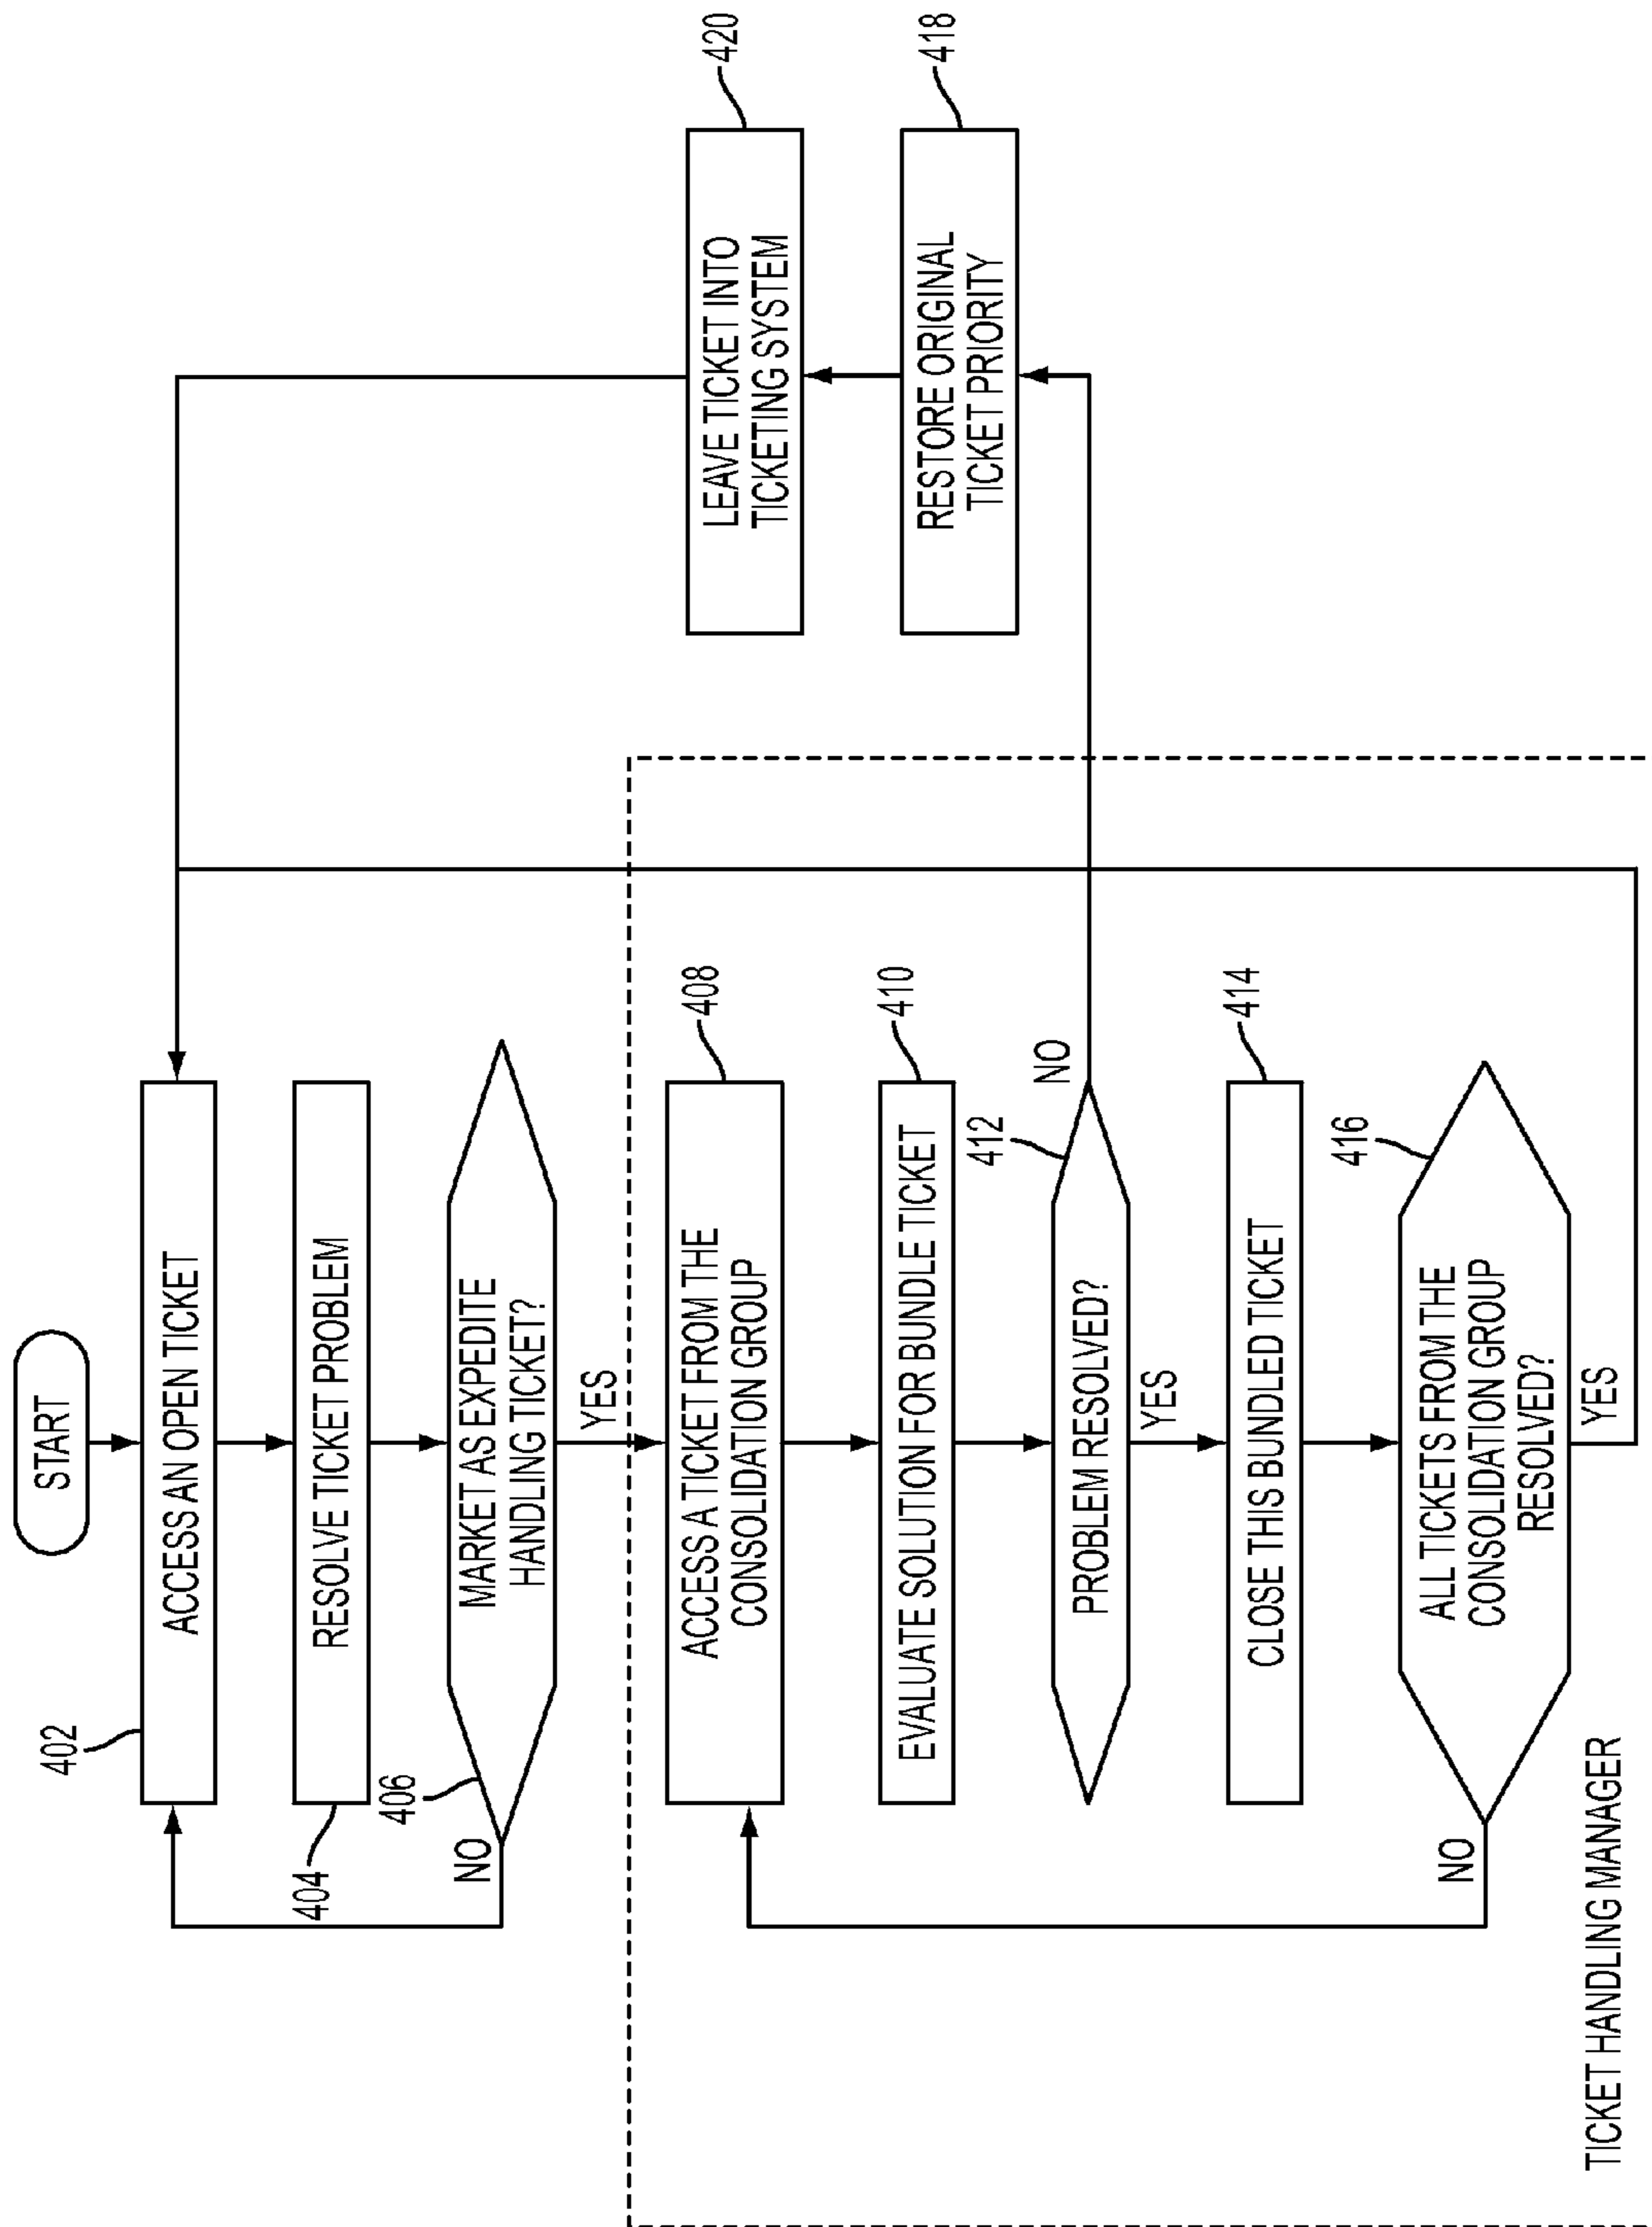 START
402
ACCESS AN OPEN TICKET
404
RESOLVE TICKET PROBLEM
406
MARKET AS EXPEDITE
HANDLING TICKET?
NO
YES
408
ACCESS A TICKET FROM THE
CONSOLIDATION GROUP
410
EVALUATE SOLUTION FOR BUNDLE TICKET
412
PROBLEM RESOLVED?
NO
YES
414
CLOSE THIS BUNDLED TICKET
416
ALL TICKETS FROM THE
CONSOLIDATION GROUP
RESOLVED?
NO
YES
TICKET HANDLING MANAGER
420
LEAVE TICKET INTO
TICKETING SYSTEM
418
RESTORE ORIGINAL
TICKET PRIORITY